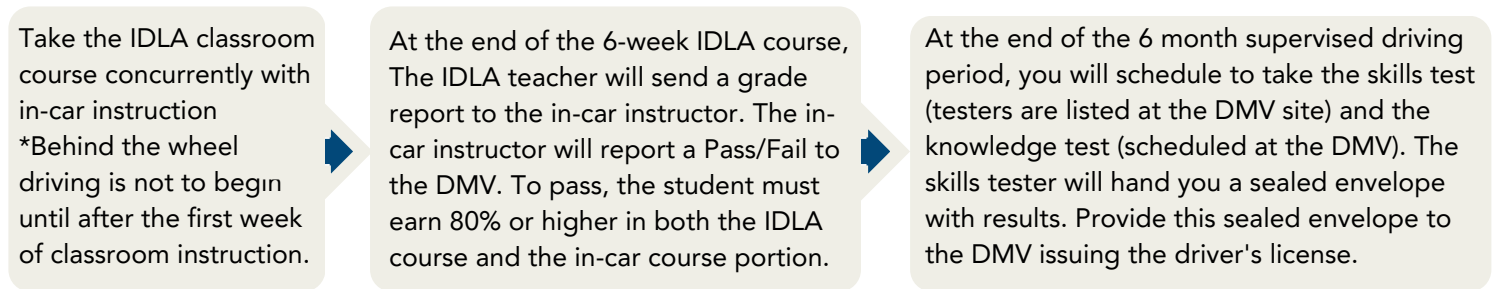 Take the IDLA classroom
course concurrently with
in-car instruction
*Behind the wheel
driving is not to begin
until after the first week
of classroom instruction.
At the end of the 6-week IDLA course,
The IDLA teacher will send a grade
report to the in-car instructor. The in-
car instructor will report a Pass/Fail to
the DMV. To pass, the student must
earn 80% or higher in both the IDLA
course and the in-car course portion.
At the end of the 6 month supervised driving
period, you will schedule to take the skills test
(testers are listed at the DMV site) and the
knowledge test (scheduled at the DMV). The
skills tester will hand you a sealed envelope
with results. Provide this sealed envelope to
the DMV issuing the driver's license.